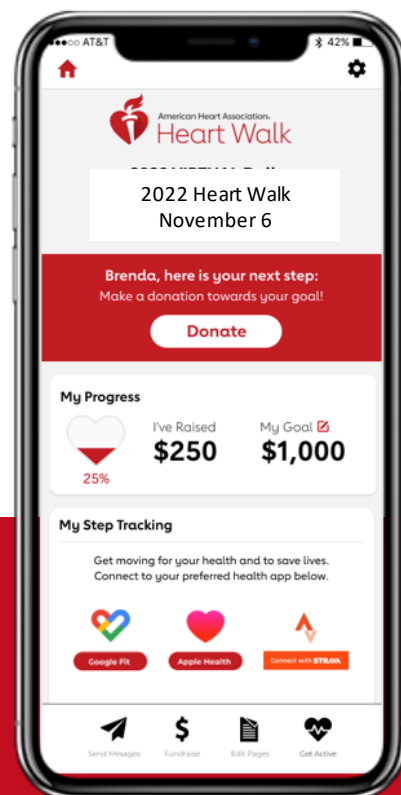 AT&T 42%
American Heart Association.
Heart Walk
2022 Heart Walk
November 6
Brenda, here is your next step:
Make a donation towards your goal!
Donate
My Progress
I've Raised My Goal
$250 $1,000
25%
My Step Tracking
Get moving for your health and to save lives.
Connect to your preferred health app below.
Google Fit Apple Health Connect with STRAVA
Send Mesages Fundraise Edit Pages Get Active